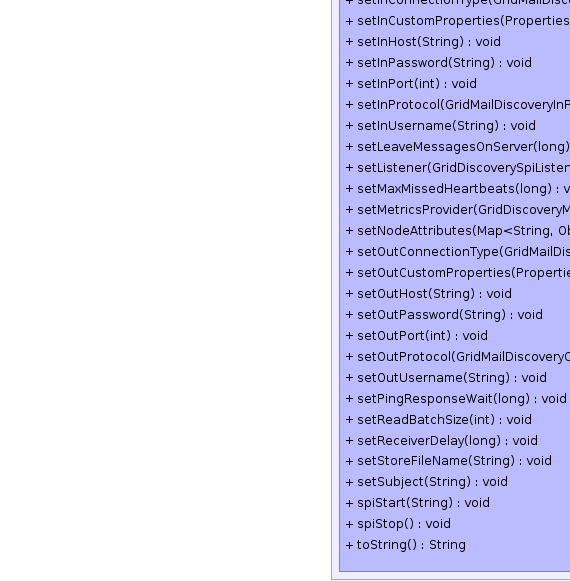 + setInCustomProperties(Properties
+ setInHost(String) : void
+ setInPassword(String) : void
+ setInPort(int) : void
+ setInProtocol(GridMailDiscoveryInP
+ setInUsername(String) : void
+ setLeaveMessagesOnServer(long)
+ setListener(GridDiscoverySpiListen
+ setMaxMissedHeartbeats(long) : v
+ setMetricsProvider(GridDiscoveryM
+ setNodeAttributes(Map<String, Ob
+ setOutConnectionType(GridMailDis
+ setOutCustomProperties(Propertie
+ setOutHost(String) : void
+ setOutPassword(String) : void
+ setOutPort(int) : void
+ setOutProtocol(GridMailDiscoveryO
+ setOutUsername(String) : void
+ setPingResponseWait(long) : void
+ setReadBatchSize(int) : void
+ setReceiverDelay(long) : void
+ setStoreFileName(String) : void
+ setSubject(String) : void
+ spiStart(String) : void
+ spiStop() : void
+ toString() : String